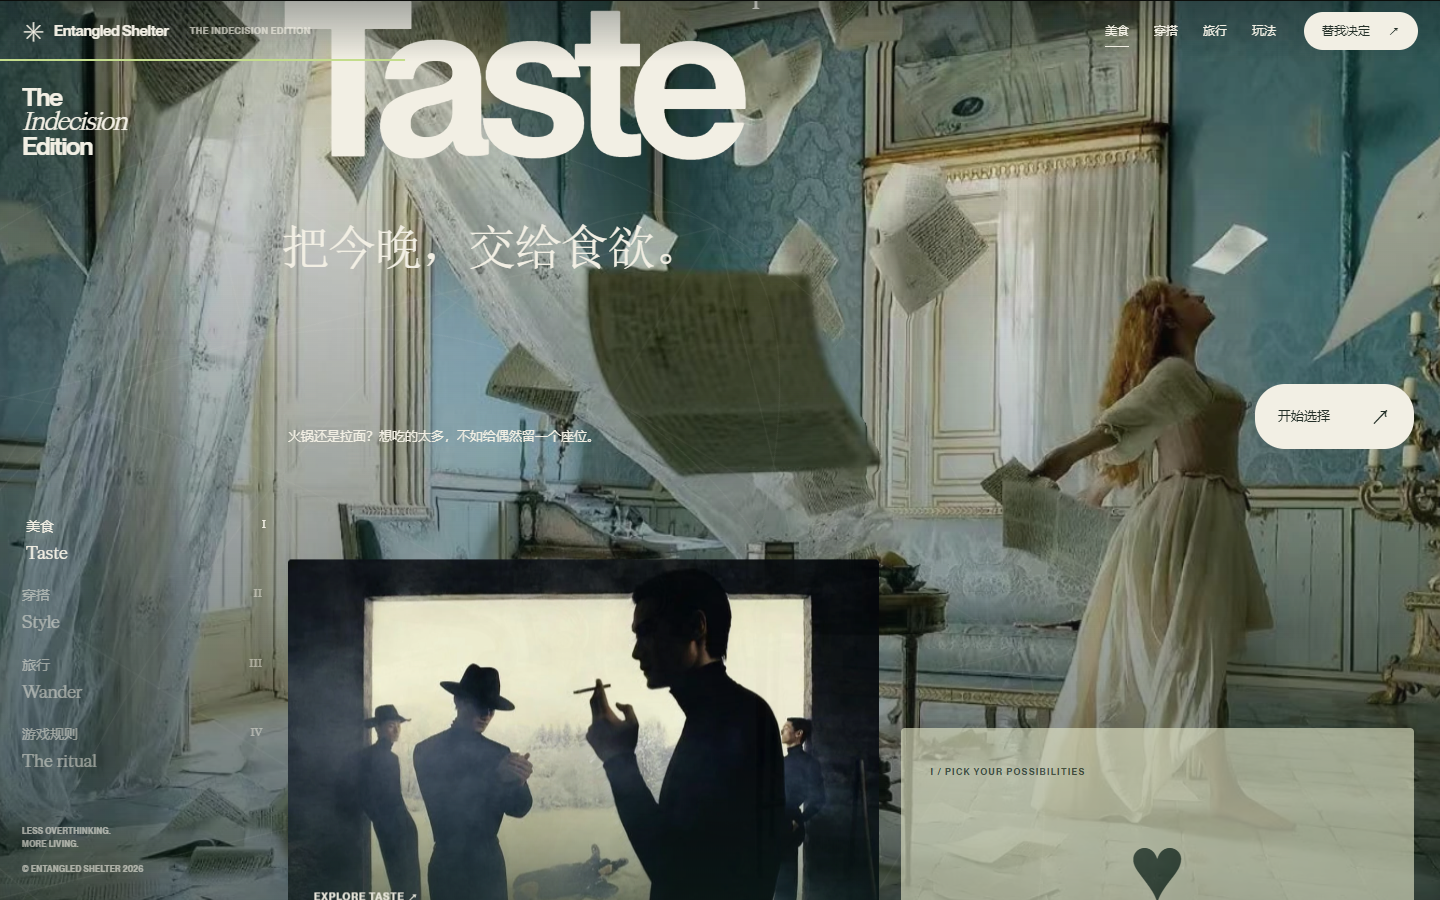 Entangled Shelter
THE INDECISION EDITION
美食
穿搭
旅行
玩法
替我决定 ↗
The
Indecision
Edition
Taste
把今晚，交给食欲。
火锅还是拉面？想吃的太多，不如给偶然留一个座位。
开始选择 ↗
美食 I
Taste
穿搭 II
Style
旅行 III
Wander
游戏规则 IV
The ritual
LESS OVERTHINKING.
MORE LIVING.
© ENTANGLED SHELTER 2026
EXPLORE TASTE ↗
I / PICK YOUR POSSIBILITIES